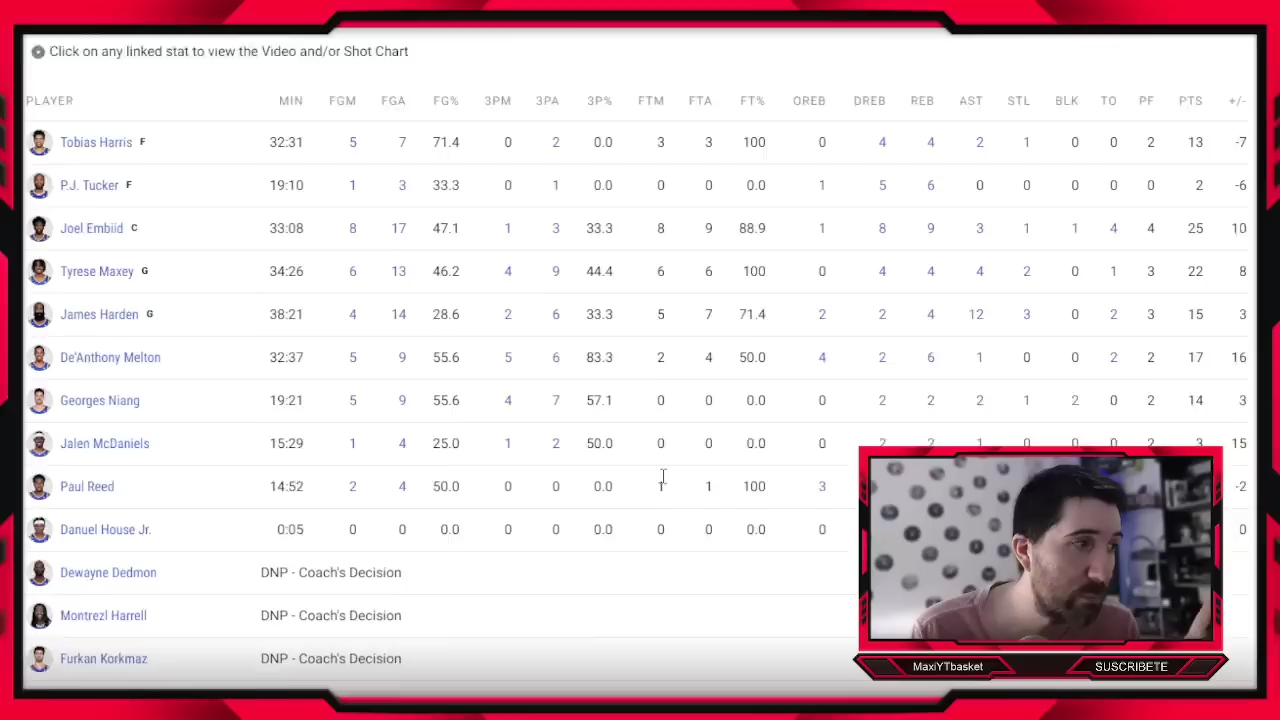 Click on any linked stat to view the Video and/or Shot Chart
PLAYER MIN FGM FGA FG% 3PM 3PA 3P% FTM FTA FT% OREB DREB REB AST STL BLK TO PF PTS +/-
Tobias Harris F 32:31 5 7 71.4 0 2 0.0 3 3 100 0 4 4 2 1 0 0 2 13 -7
P.J. Tucker F 19:10 1 3 33.3 0 1 0.0 0 0 0.0 1 5 6 0 0 0 0 0 2 -6
Joel Embiid C 33:08 8 17 47.1 1 3 33.3 8 9 88.9 1 8 9 3 1 1 4 4 25 10
Tyrese Maxey G 34:26 6 13 46.2 4 9 44.4 6 6 100 0 4 4 4 2 0 1 3 22 8
James Harden G 38:21 4 14 28.6 2 6 33.3 5 7 71.4 2 2 4 12 3 0 2 3 15 3
De'Anthony Melton 32:37 5 9 55.6 5 6 83.3 2 4 50.0 4 2 6 1 0 0 2 2 17 16
Georges Niang 19:21 5 9 55.6 4 7 57.1 0 0 0.0 0 2 2 2 1 2 0 2 14 3
Jalen McDaniels 15:29 1 4 25.0 1 2 50.0 0 0 0.0 0 2 2 1 0 0 0 2 3 15
Paul Reed 14:52 2 4 50.0 0 0 0.0 1 1 100 3 -2
Danuel House Jr. 0:05 0 0 0.0 0 0 0.0 0 0 0.0 0 0
Dewayne Dedmon DNP - Coach's Decision
Montrezl Harrell DNP - Coach's Decision
Furkan Korkmaz DNP - Coach's Decision
MaxiYTbasket SUSCRIBETE